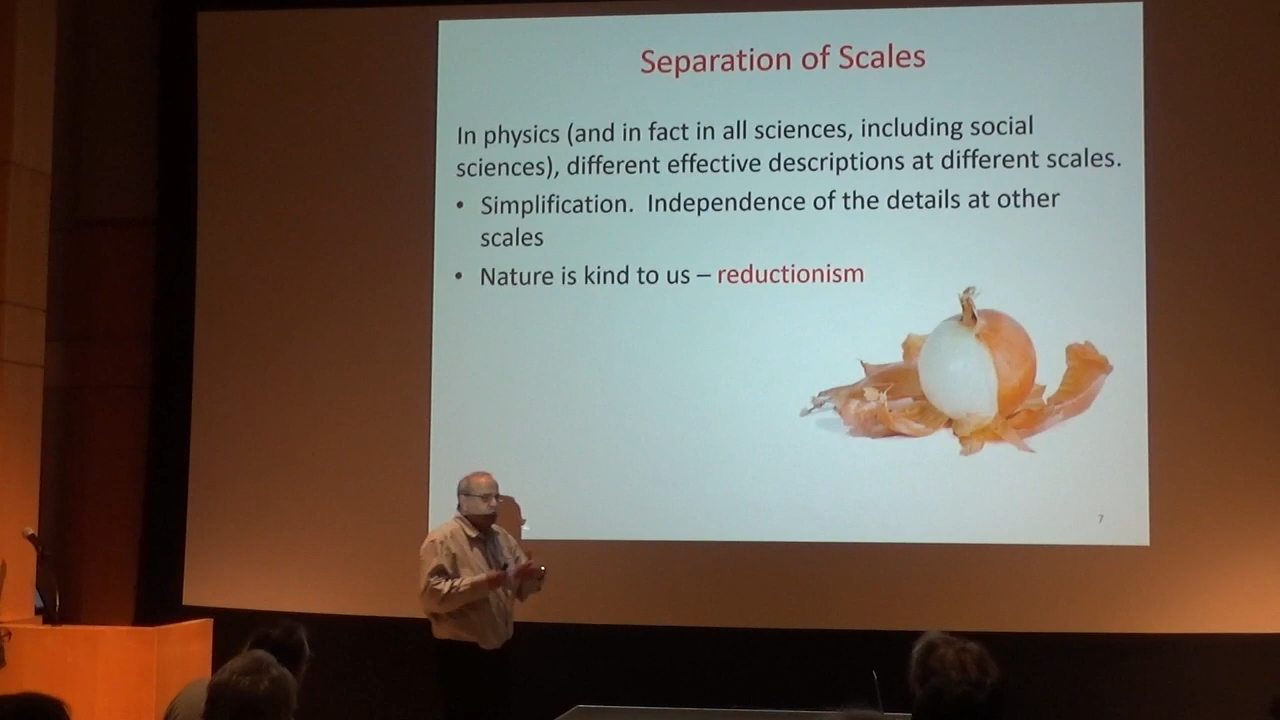 Separation of Scales
In physics (and in fact in all sciences, including social
sciences), different effective descriptions at different scales.
• Simplification.  Independence of the details at other
scales
• Nature is kind to us – reductionism
7